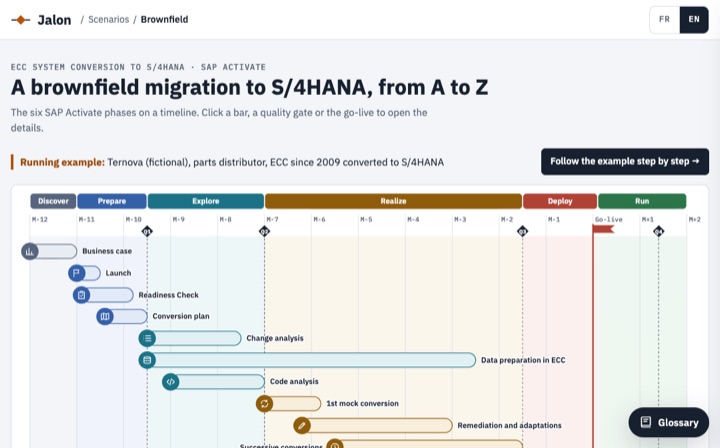 Jalon / Scenarios / Brownfield
FR EN
ECC SYSTEM CONVERSION TO S/4HANA · SAP ACTIVATE
A brownfield migration to S/4HANA, from A to Z
The six SAP Activate phases on a timeline. Click a bar, a quality gate or the go-live to open the
details.
Running example: Ternova (fictional), parts distributor, ECC since 2009 converted to S/4HANA
Follow the example step by step →
Discover Prepare Explore Realize Deploy Run
M-12 M-11 M-10 M-9 M-8 M-7 M-6 M-5 M-4 M-3 M-2 M-1 Go-live M+1 M+2
Business case
Launch
Readiness Check
Conversion plan
Change analysis
Data preparation in ECC
Code analysis
1st mock conversion
Remediation and adaptations
Successive conversions
Glossary